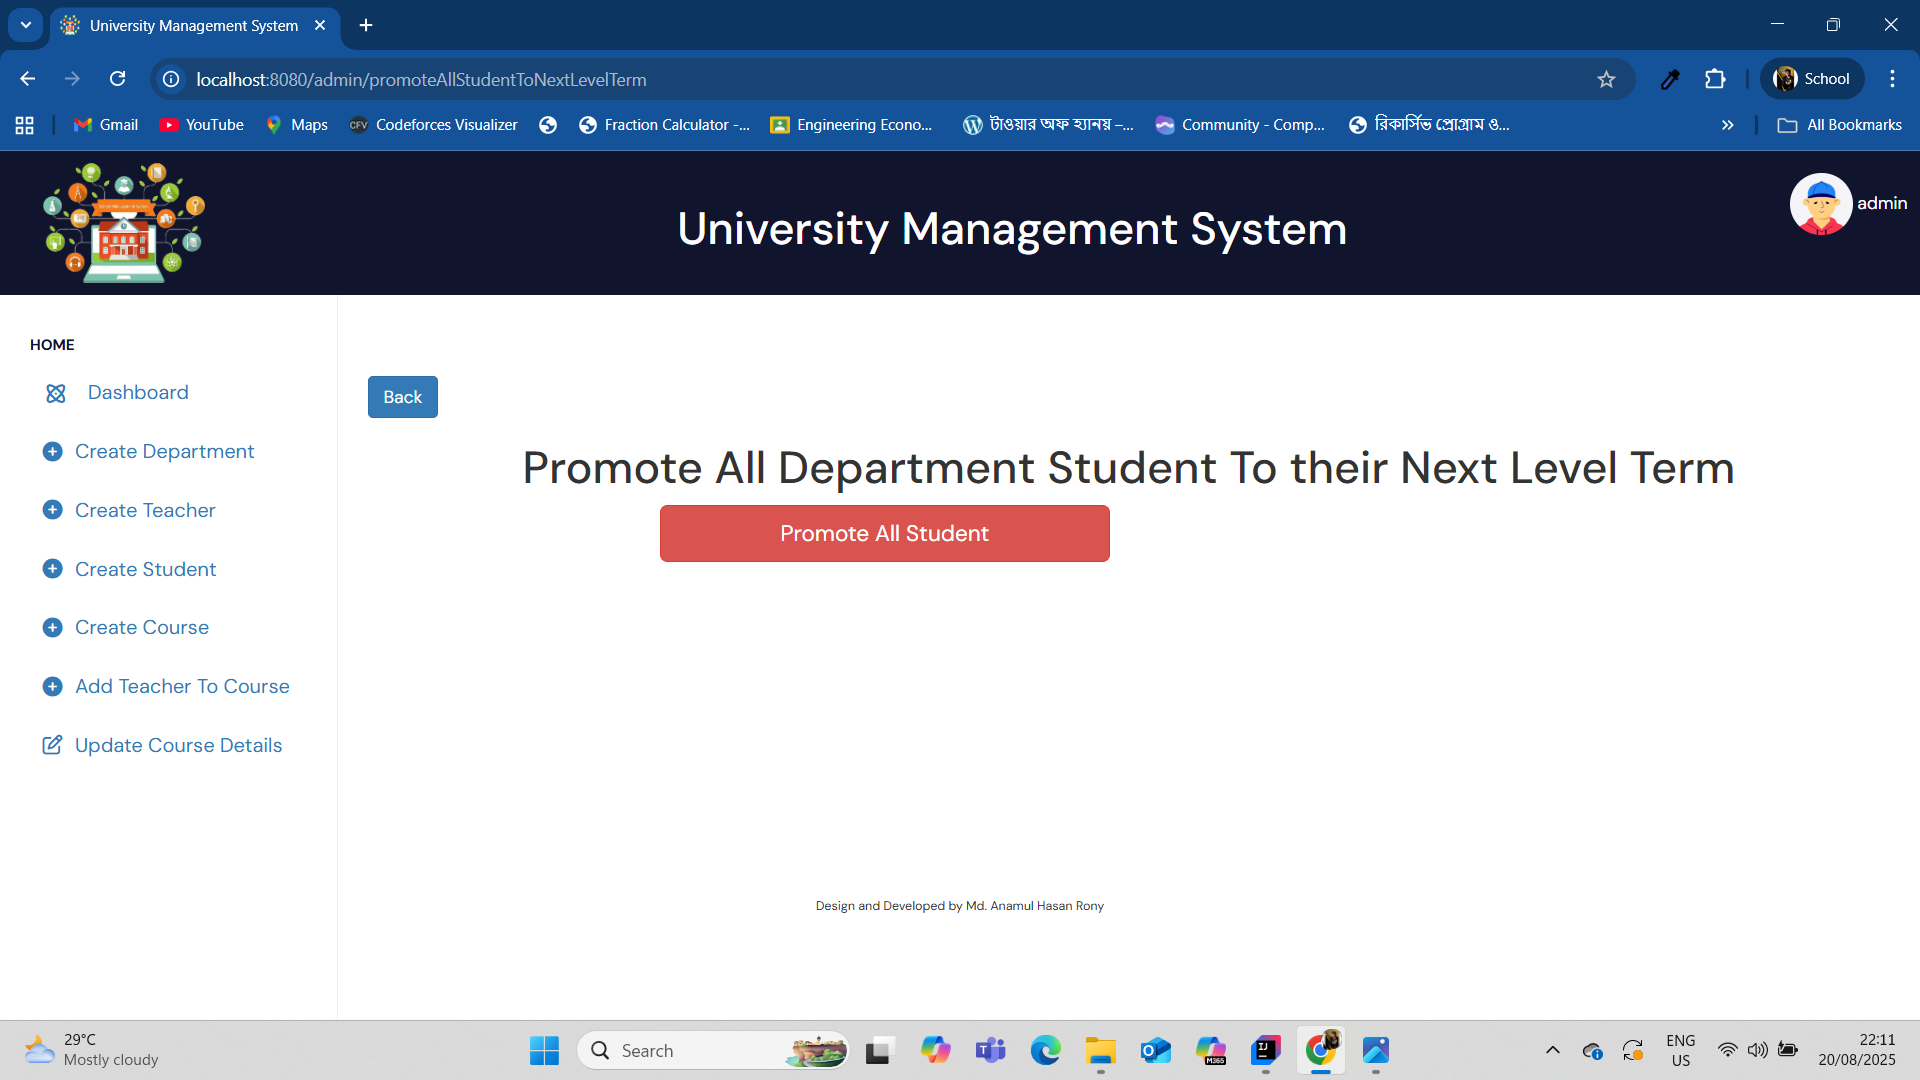 University Management System
localhost:8080/admin/promoteAllStudentToNextLevelTerm
School
Gmail
YouTube
Maps
CFV
Codeforces Visualizer
Fraction Calculator -...
Engineering Econo...
টাওয়ার অফ হ্যানয় –...
Community - Comp...
রিকার্সিভ প্রোগ্রাম ও...
All Bookmarks
University Management System
admin
HOME
Dashboard
Create Department
Create Teacher
Create Student
Create Course
Add Teacher To Course
Update Course Details
Back
Promote All Department Student To their Next Level Term
Promote All Student
Design and Developed by Md. Anamul Hasan Rony
29°C
Mostly cloudy
Search
M365
ENG
US
22:11
20/08/2025